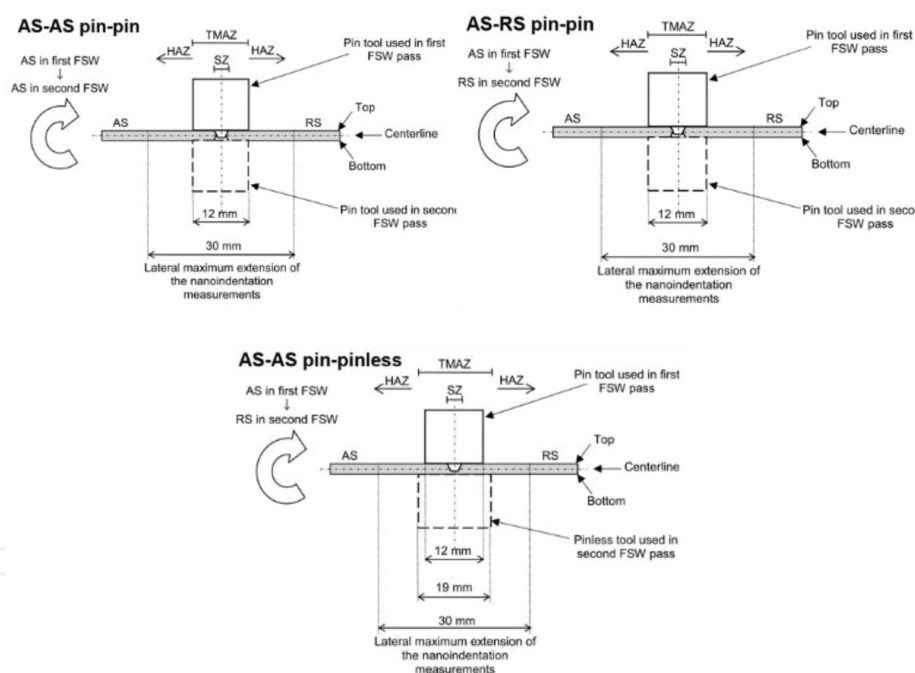 AS-AS pin-pin
AS in first FSW
↓
AS in second FSW
TMAZ
HAZ
HAZ
SZ
Pin tool used in first
FSW pass
AS
RS
Top
Centerline
Bottom
Pin tool used in secon
FSW pass
12 mm
30 mm
Lateral maximum extension of
the nanoindentation
measurements
AS-RS pin-pin
AS in first FSW
↓
RS in second FSW
TMAZ
HAZ
HAZ
SZ
Pin tool used in first
FSW pass
AS
RS
Top
Centerline
Bottom
Pin tool used in seco
FSW pass
12 mm
30 mm
Lateral maximum extension of
the nanoindentation
measurements
AS-AS pin-pinless
AS in first FSW
↓
RS in second FSW
TMAZ
HAZ
HAZ
SZ
Pin tool used in first
FSW pass
AS
RS
Top
Centerline
Bottom
Pinless tool used in
second FSW pass
12 mm
19 mm
30 mm
Lateral maximum extension of
the nanoindentation
measurements